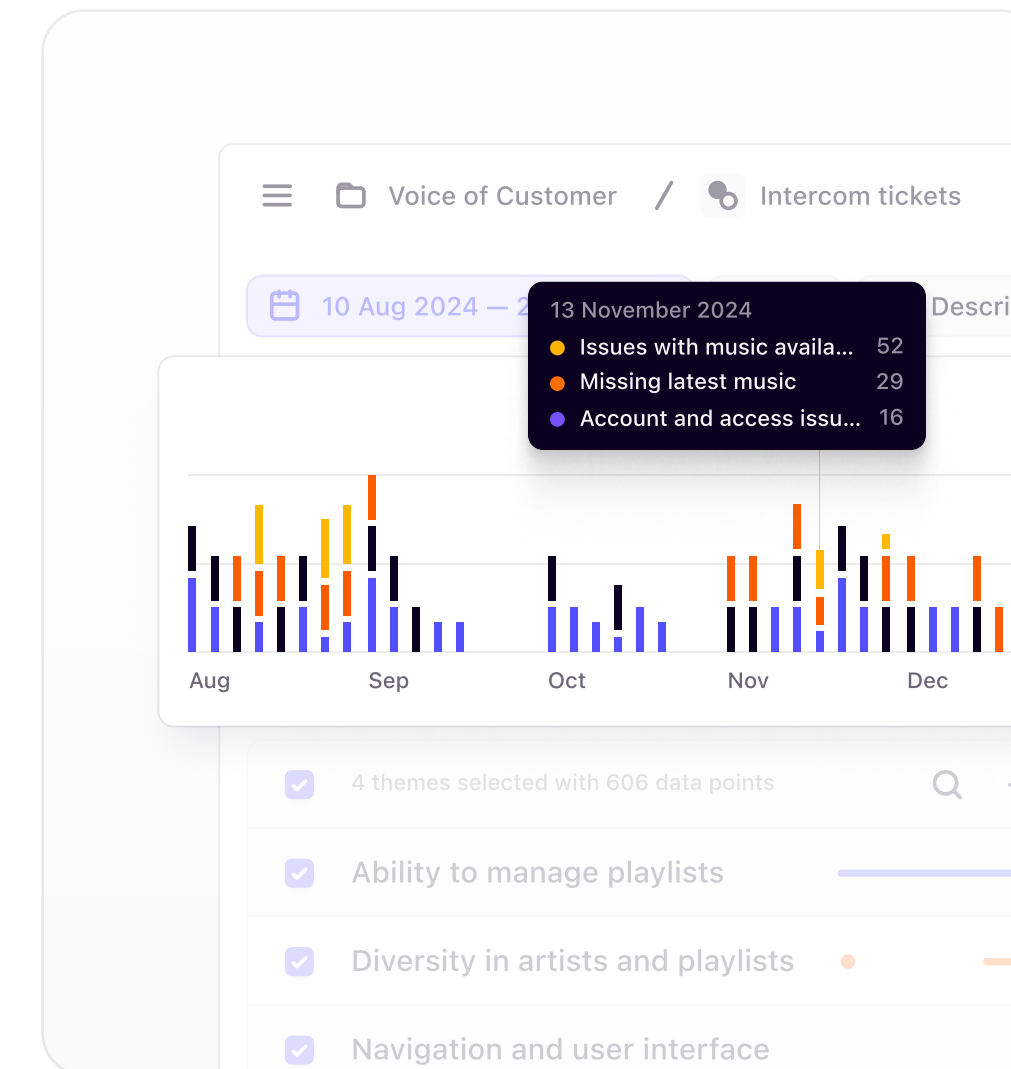 Voice of Customer / Intercom tickets
10 Aug 2024 — 2
Descri
13 November 2024
Issues with music availa... 52
Missing latest music 29
Account and access issu... 16
Aug Sep Oct Nov Dec
4 themes selected with 606 data points
Ability to manage playlists
Diversity in artists and playlists
Navigation and user interface